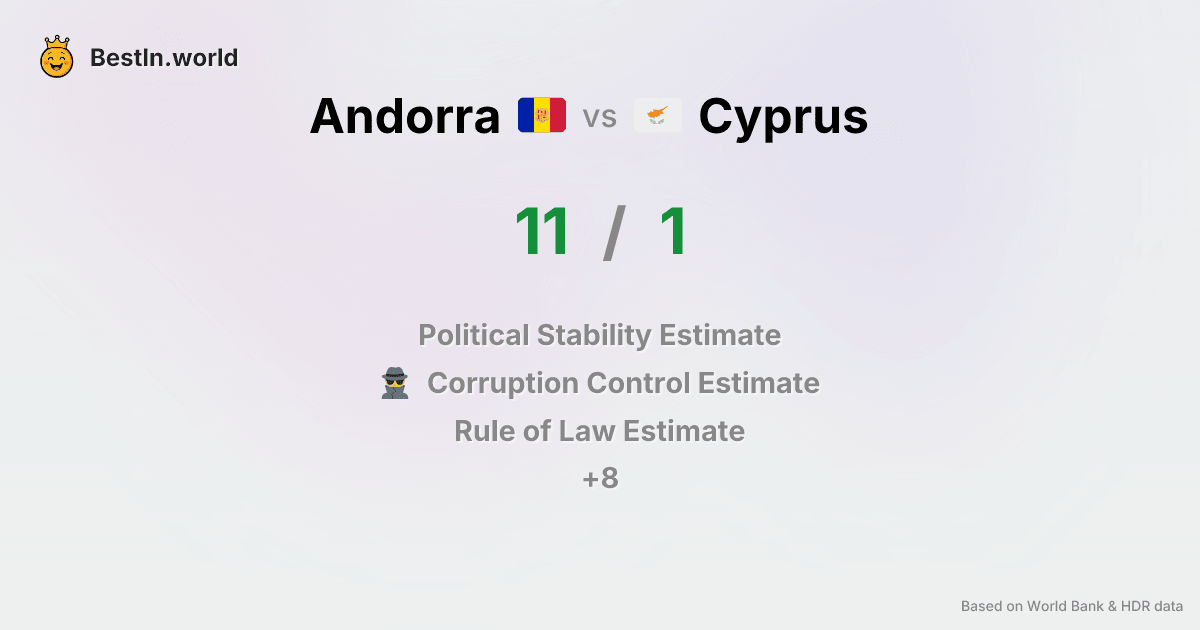 BestIn.world
Andorra vs Cyprus
11 / 1
Political Stability Estimate
Corruption Control Estimate
Rule of Law Estimate
+8
Based on World Bank & HDR data